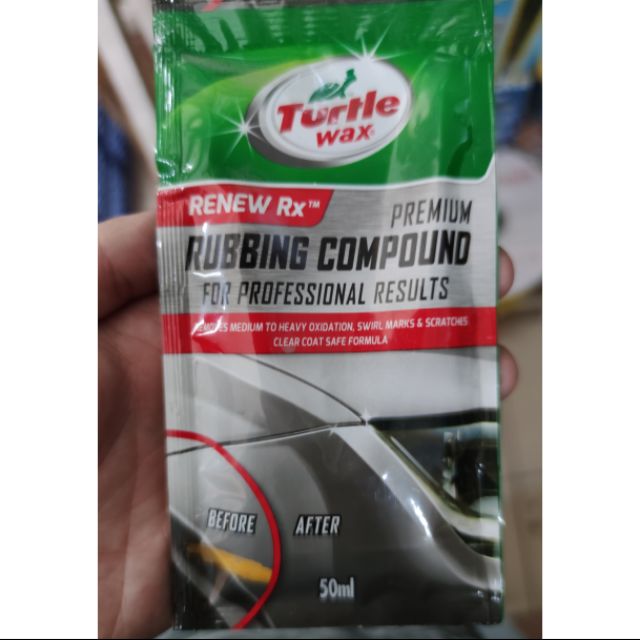 Turtle
wax
RENEW Rx™
PREMIUM
RUBBING COMPOUND
FOR PROFESSIONAL RESULTS
REMOVES MEDIUM TO HEAVY OXIDATION, SWIRL MARKS & SCRATCHES
CLEAR COAT SAFE FORMULA
BEFORE AFTER
50ml